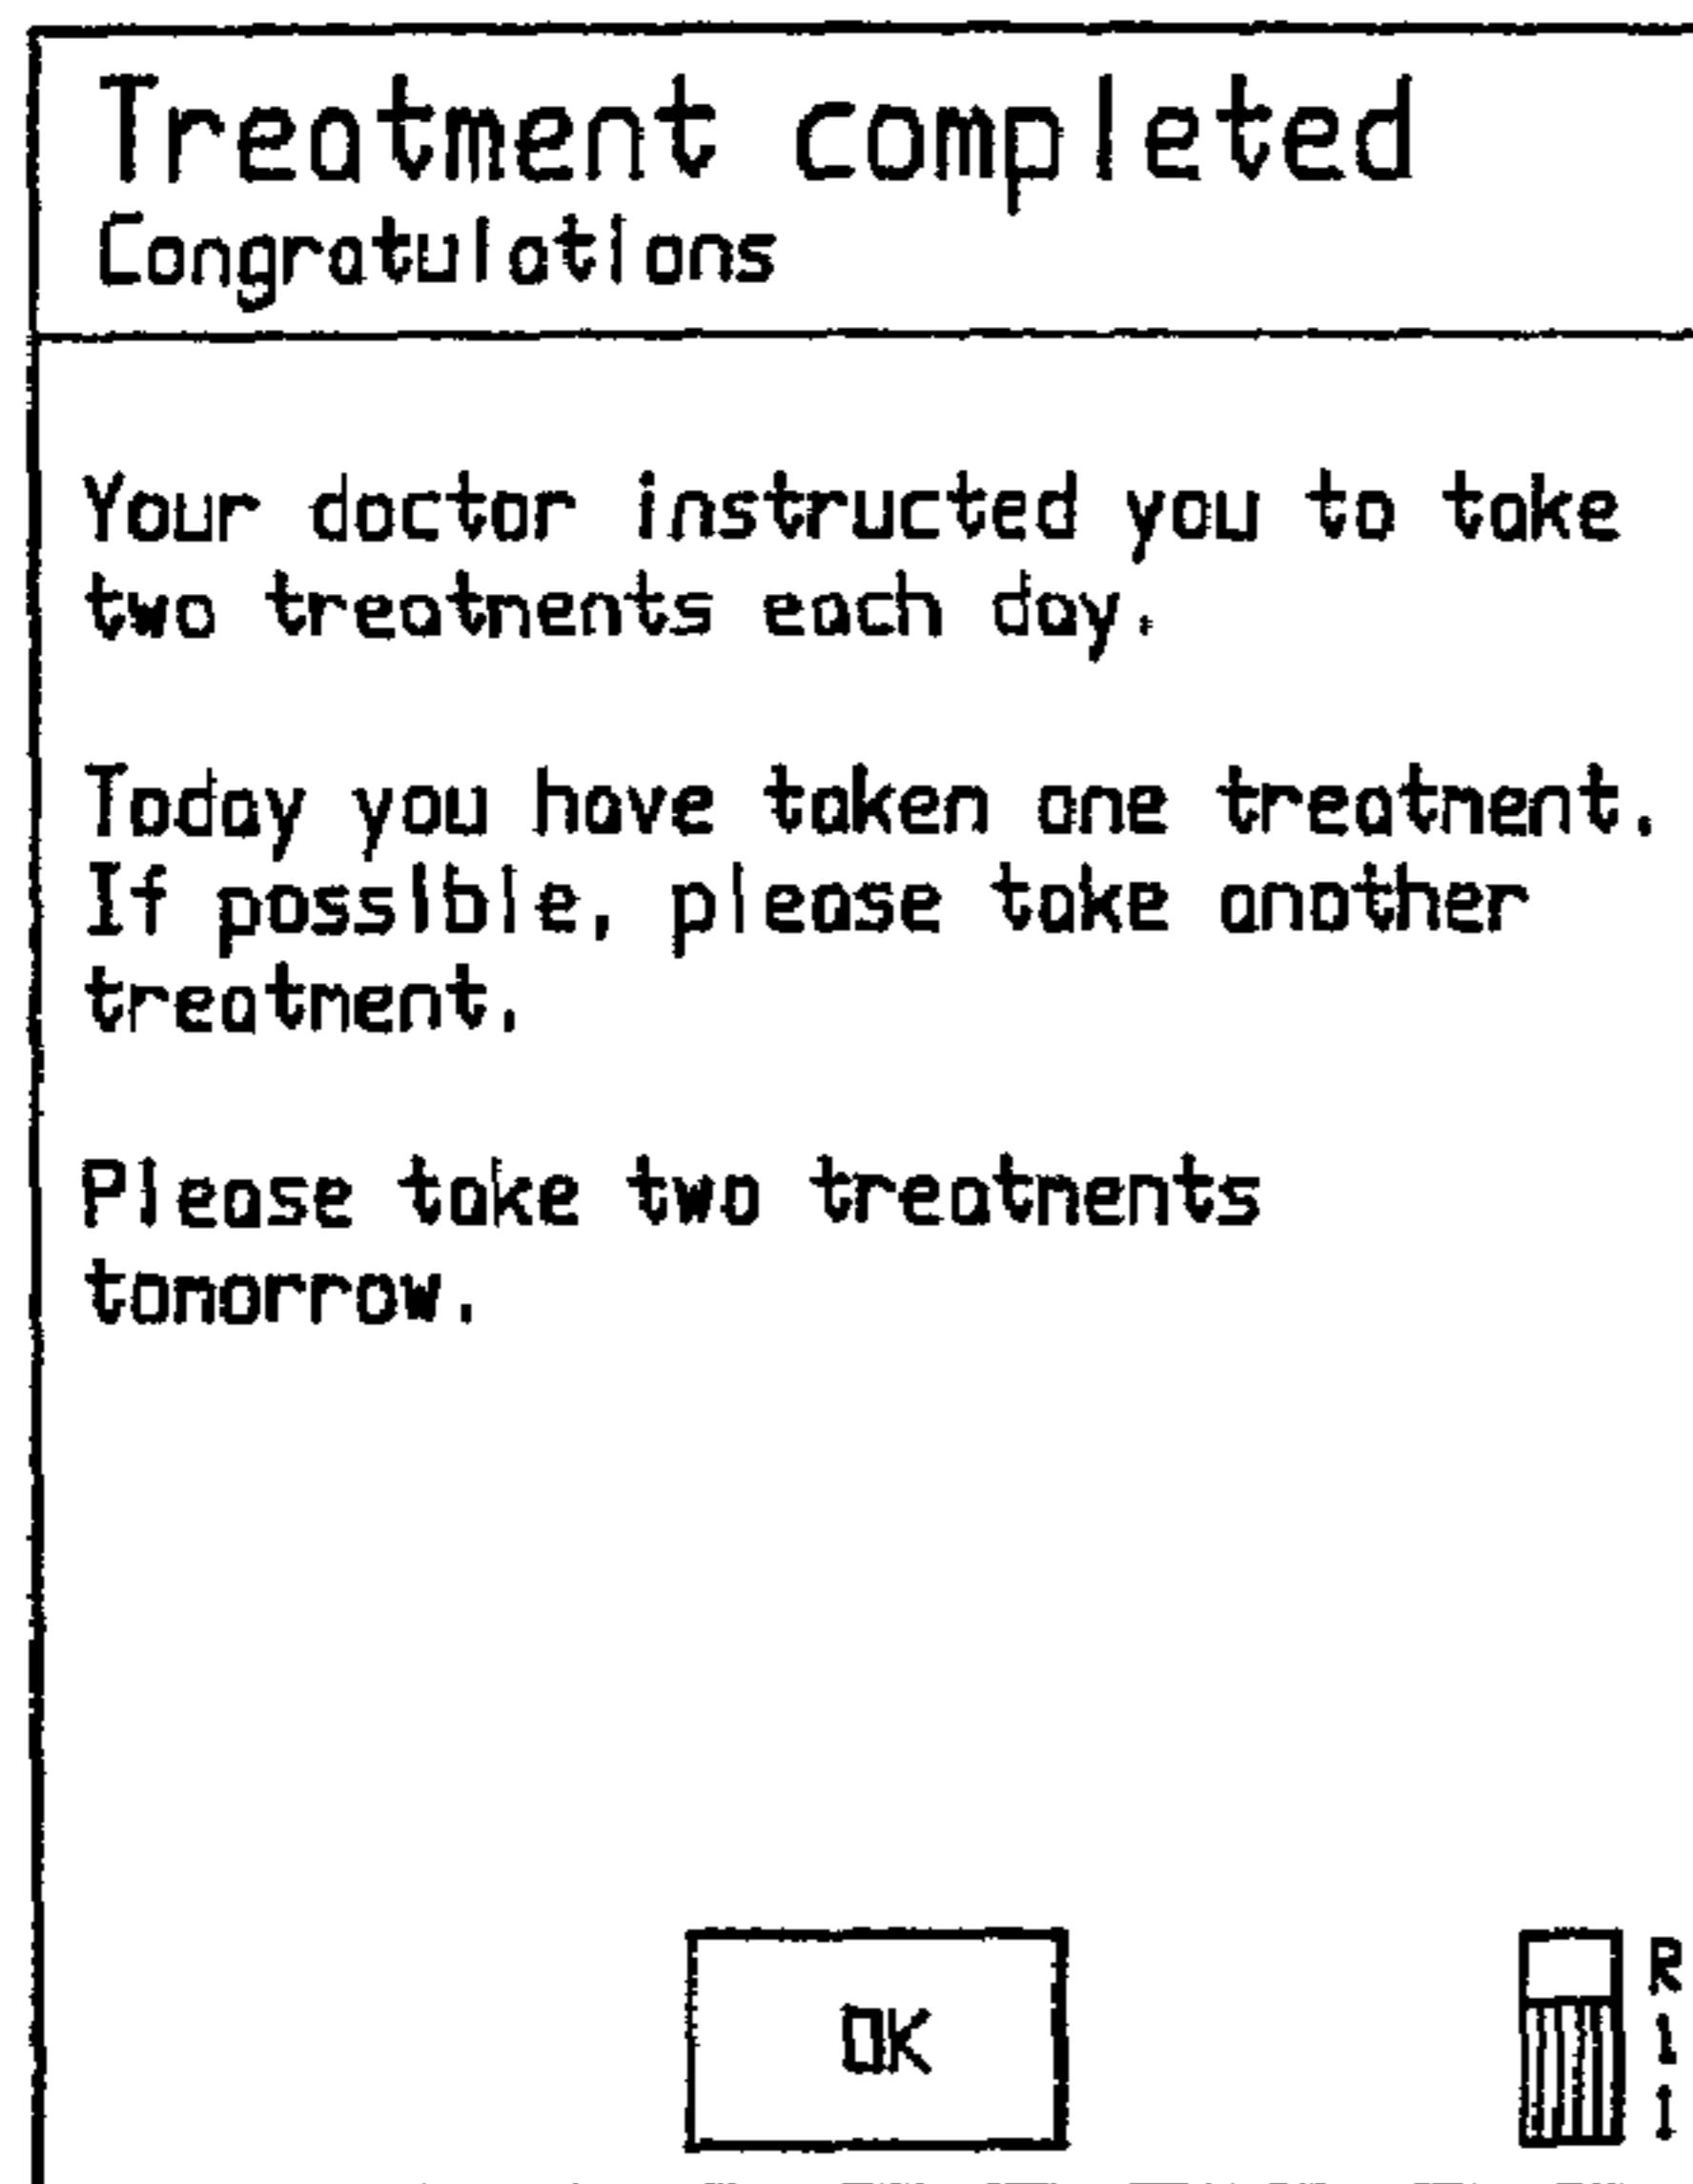 Treatment completed
Congratulations
Your doctor instructed you to take
two treatments each day.
Today you have taken one treatment.
If possible, please take another
treatment.
Please take two treatments
tomorrow.
OK